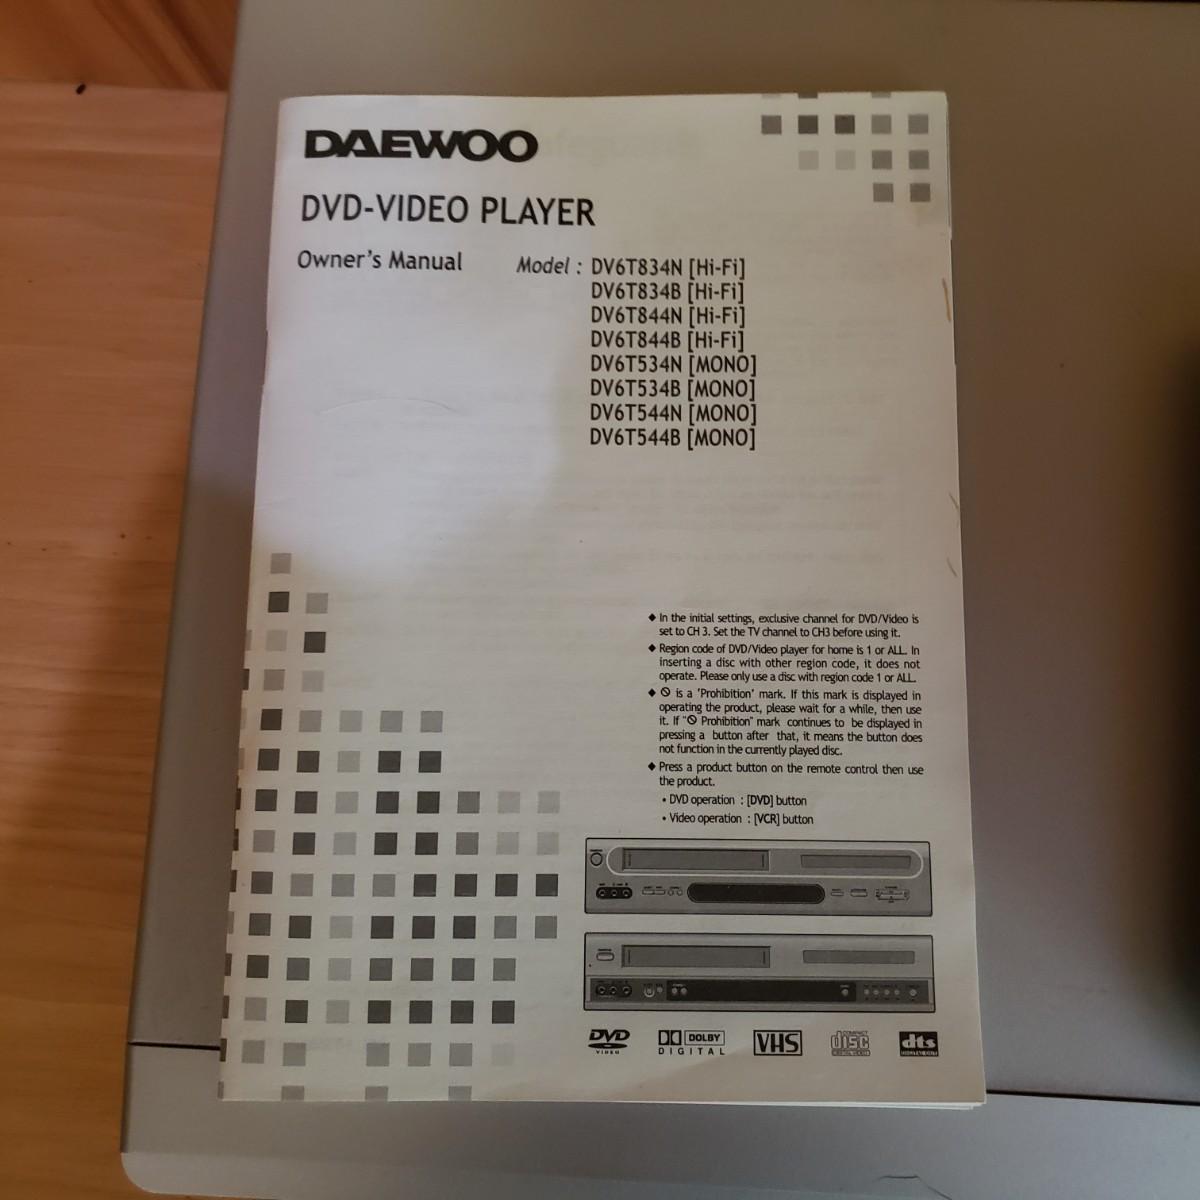 DAEWOO
DVD-VIDEO PLAYER
Owner's Manual
Model : DV6T834N [Hi-Fi]
DV6T834B [Hi-Fi]
DV6T844N [Hi-Fi]
DV6T844B [Hi-Fi]
DV6T534N [MONO]
DV6T534B [MONO]
DV6T544N [MONO]
DV6T544B [MONO]
◆ In the initial settings, exclusive channel for DVD/Video is
set to CH 3. Set the TV channel to CH3 before using it.
◆ Region code of DVD/Video player for home is 1 or ALL. In
inserting a disc with other region code, it does not
operate. Please only use a disc with region code 1 or ALL.
◆ 🛇 is a 'Prohibition' mark. If this mark is displayed in
operating the product, please wait for a while, then use
it. If "🛇 Prohibition" mark continues to be displayed in
pressing a button after that, it means the button does
not function in the currently played disc.
◆ Press a product button on the remote control then use
the product.
• DVD operation : [DVD] button
• Video operation : [VCR] button
DVD VIDEO
DOLBY DIGITAL
VHS
COMPACT disc DIGITAL VIDEO
dts DIGITAL OUT